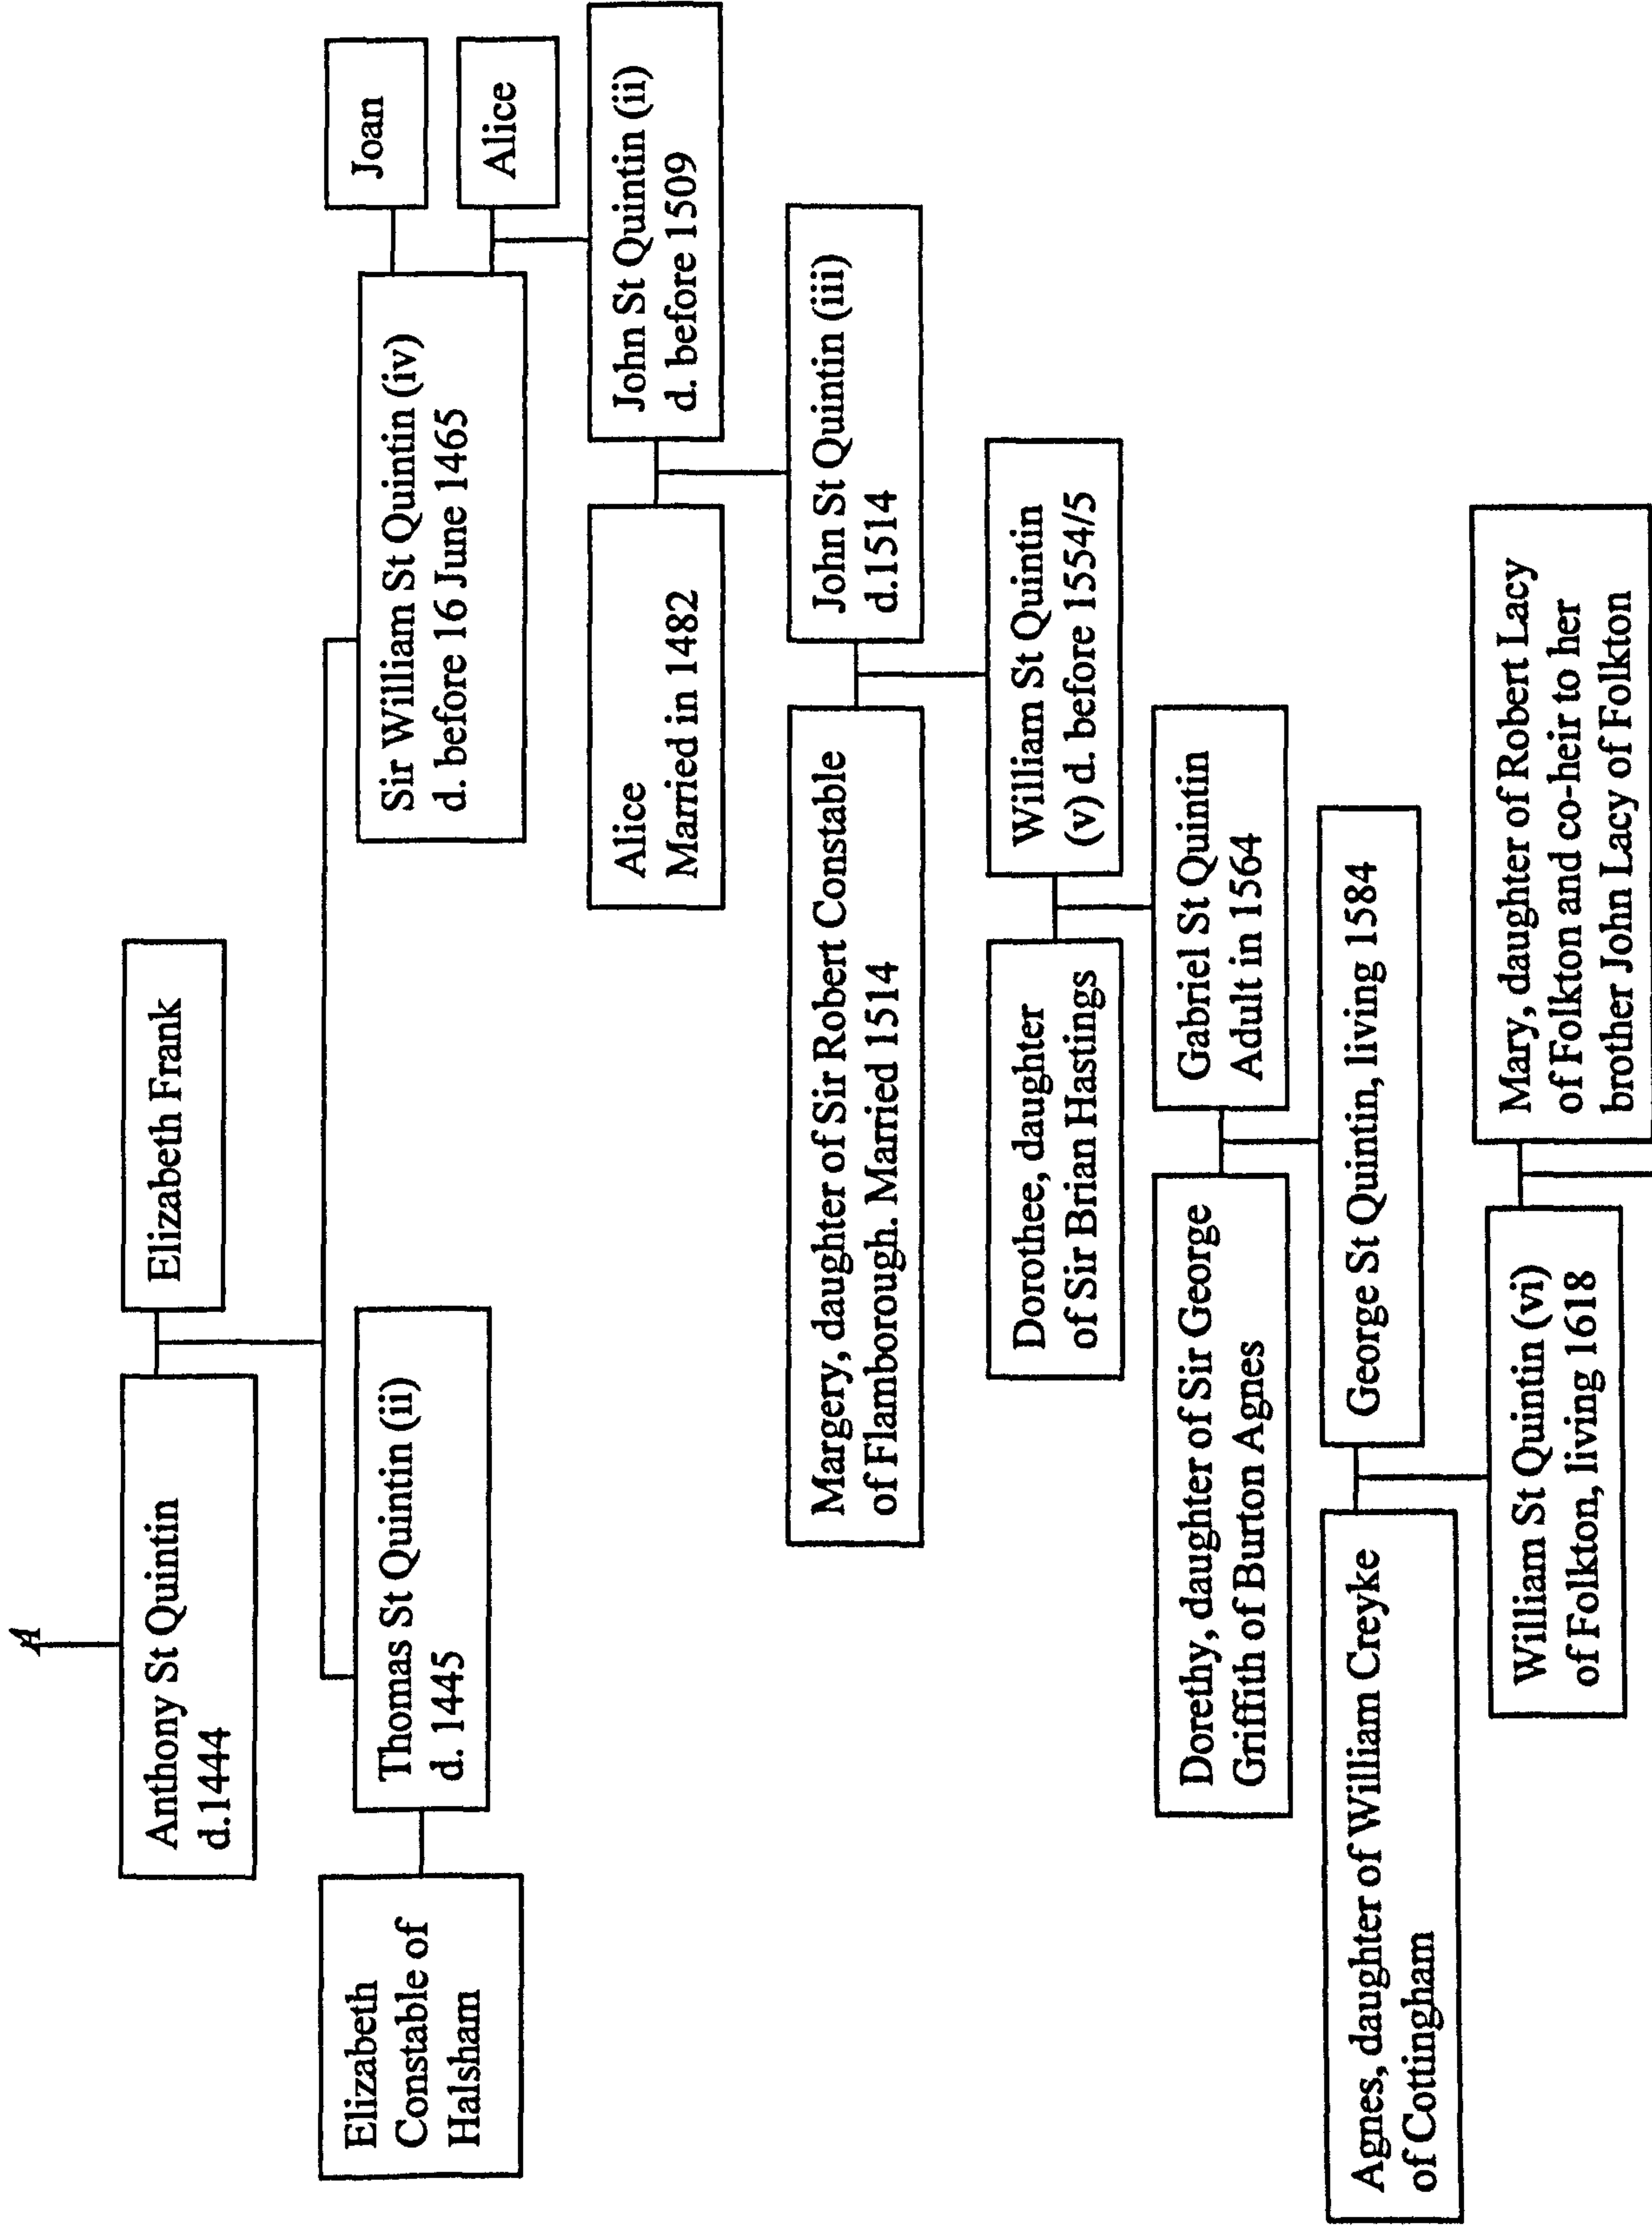 A
Anthony St Quintin
d.1444
Elizabeth Frank
Elizabeth
Constable of
Halsham
Thomas St Quintin (ii)
d. 1445
Sir William St Quintin (iv)
d. before 16 June 1465
Joan
Alice
Alice
Married in 1482
John St Quintin (ii)
d. before 1509
Margery, daughter of Sir Robert Constable
of Flamborough. Married 1514
John St Quintin (iii)
d.1514
Dorothee, daughter
of Sir Brian Hastings
William St Quintin
(v) d. before 1554/5
Dorethy, daughter of Sir George
Griffith of Burton Agnes
Gabriel St Quintin
Adult in 1564
Agnes, daughter of William Creyke
of Cottingham
George St Quintin, living 1584
William St Quintin (vi)
of Folkton, living 1618
Mary, daughter of Robert Lacy
of Folkton and co-heir to her
brother John Lacy of Folkton